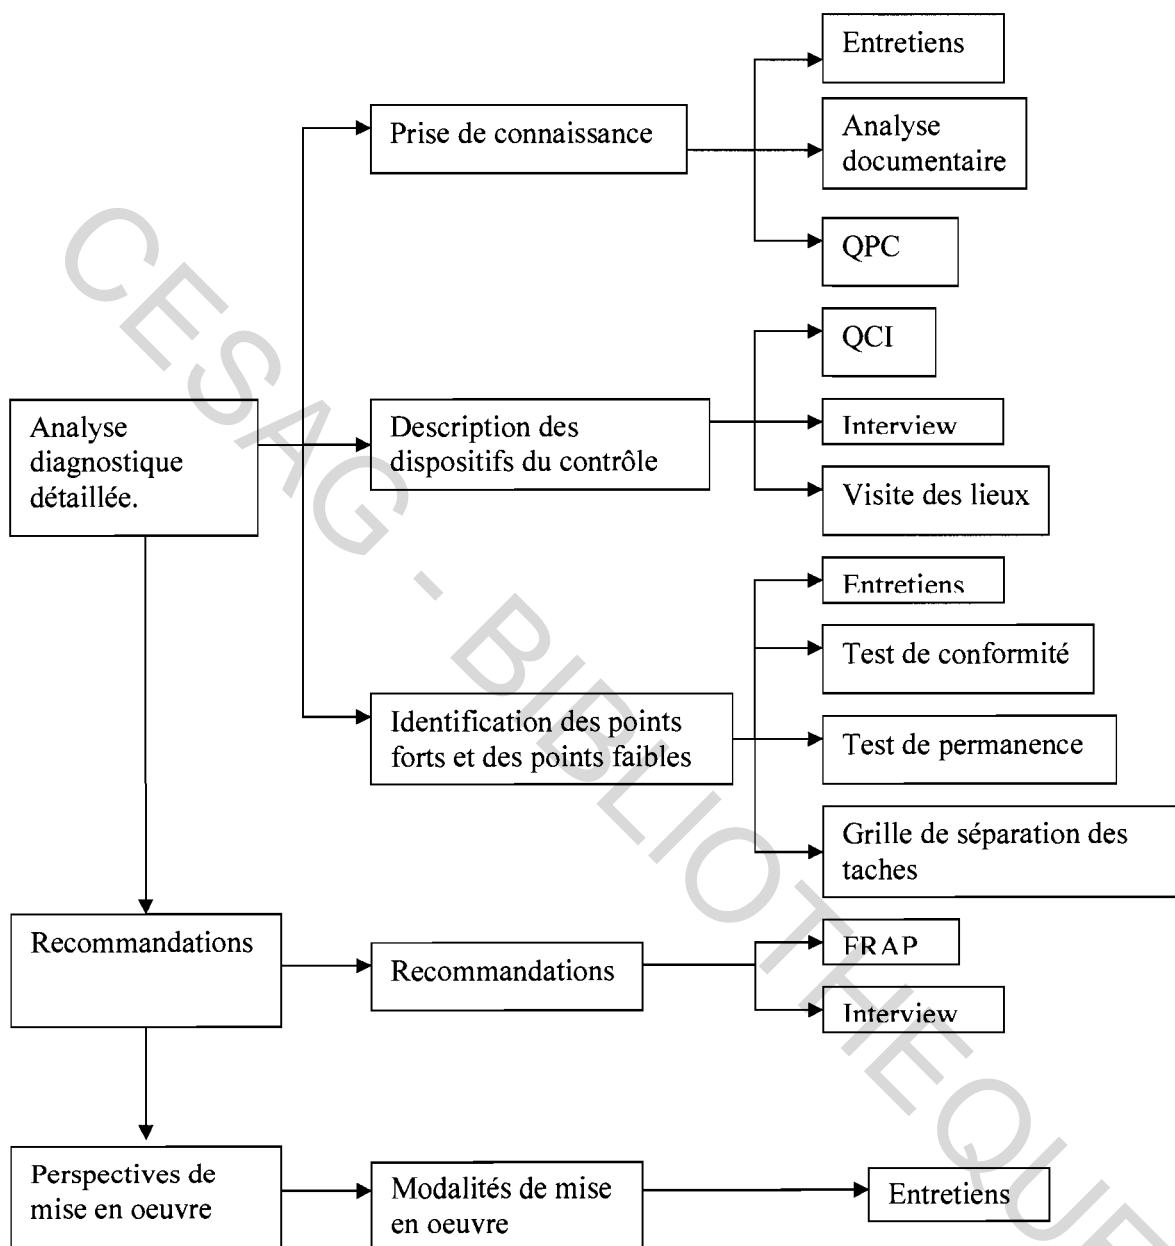 Entretiens
Prise de connaissance
Analyse
documentaire
QPC
QCI
Analyse
diagnostique
détaillée.
Description des
dispositifs du contrôle
Interview
Visite des lieux
Entretiens
Test de conformité
Identification des points
forts et des points faibles
Test de permanence
Grille de séparation des
taches
Recommandations
Recommandations
FRAP
Interview
Perspectives de
mise en oeuvre
Modalités de mise
en oeuvre
Entretiens
CESAG - BIBLIOTHEQUE